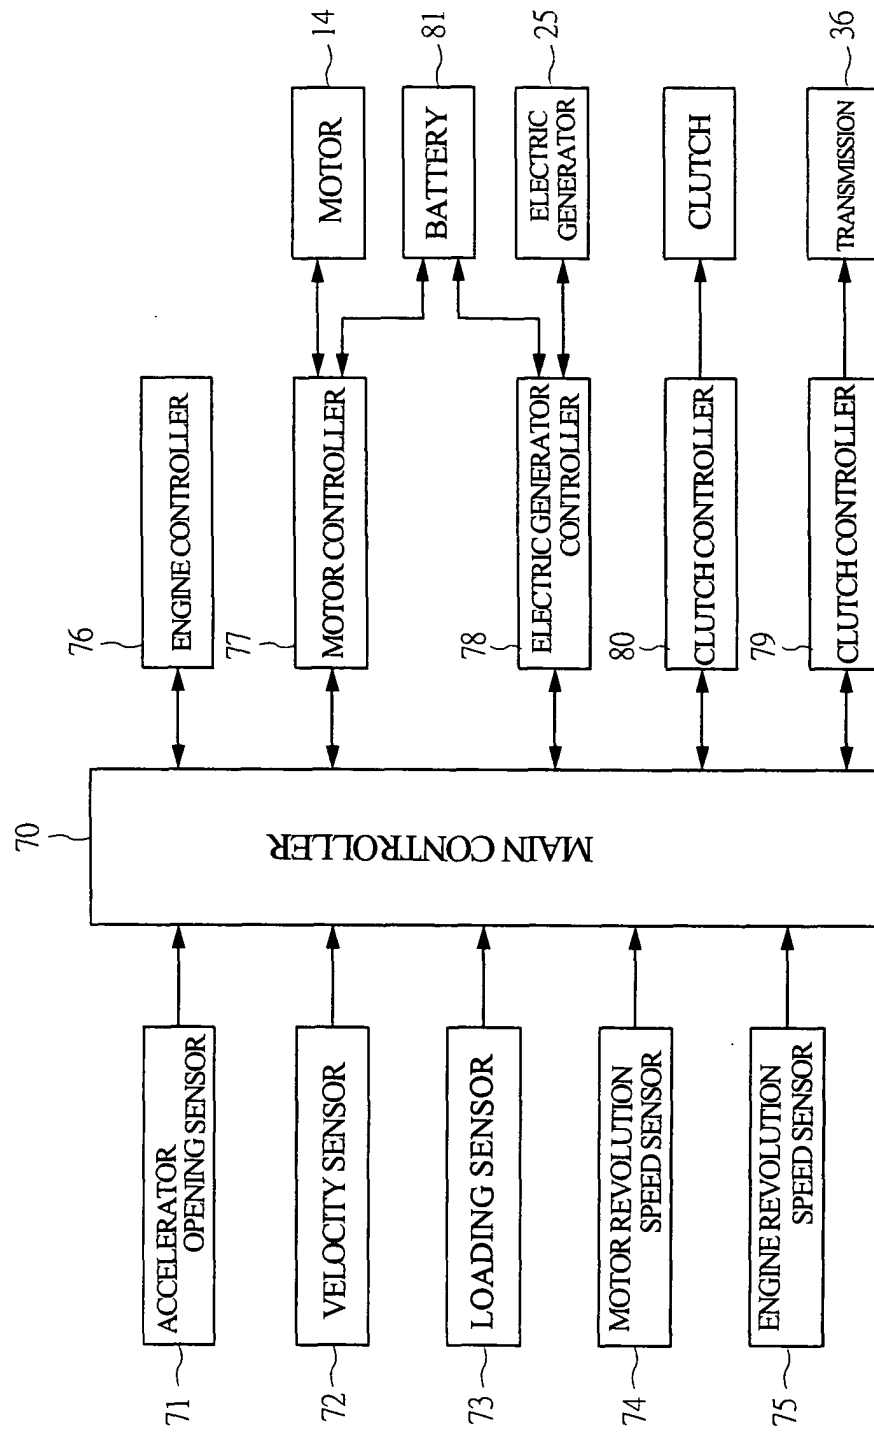 71
ACCELERATOR
OPENING SENSOR
72
VELOCITY SENSOR
73
LOADING SENSOR
74
MOTOR REVOLUTION
SPEED SENSOR
75
ENGINE REVOLUTION
SPEED SENSOR
70
MAIN CONTROLLER
76
ENGINE CONTROLLER
77
MOTOR CONTROLLER
78
ELECTRIC GENERATOR
CONTROLLER
80
CLUTCH CONTROLLER
79
CLUTCH CONTROLLER
MOTOR
14
BATTERY
81
ELECTRIC
GENERATOR
25
CLUTCH
TRANSMISSION
36